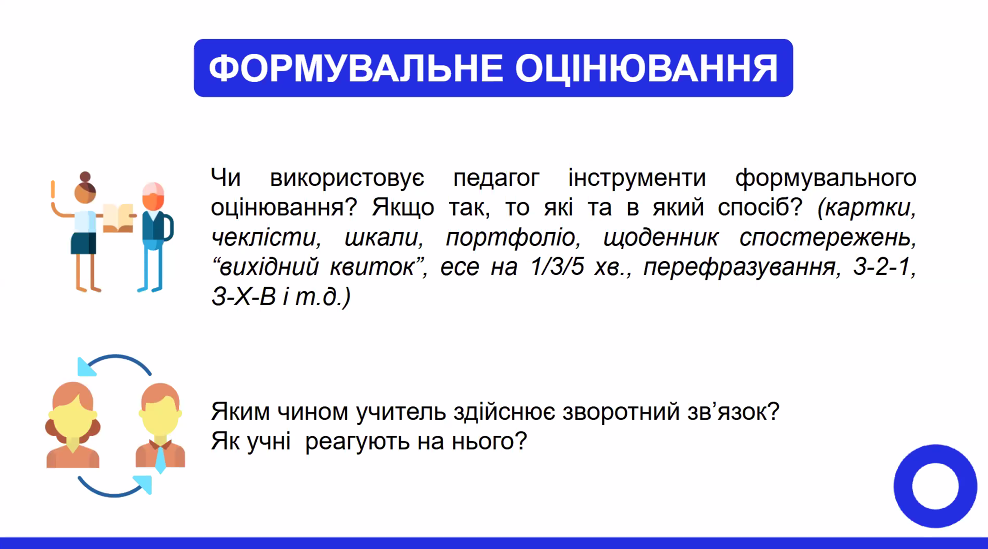 ФОРМУВАЛЬНЕ ОЦІНЮВАННЯ
Чи використовує педагог інструменти формувального
оцінювання? Якщо так, то які та в який спосіб? (картки,
чеклісти, шкали, портфоліо, щоденник спостережень,
“вихідний квиток”, есе на 1/3/5 хв., перефразування, 3-2-1,
З-Х-В і т.д.)
Яким чином учитель здійснює зворотний зв’язок?
Як учні реагують на нього?